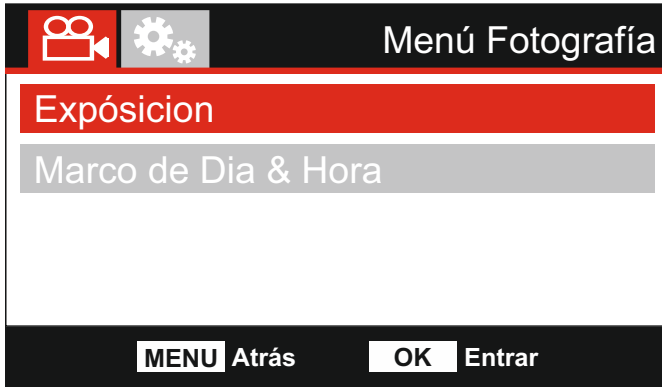 Menú Fotografía
Expósicion
Marco de Dia & Hora
MENU Atrás OK Entrar